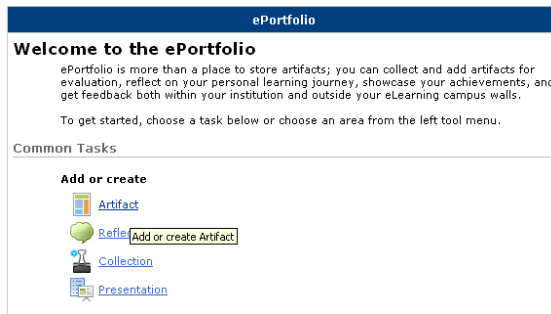 ePortfolio
Welcome to the ePortfolio
ePortfolio is more than a place to store artifacts; you can collect and add artifacts for
evaluation, reflect on your personal learning journey, showcase your achievements, and
get feedback both within your institution and outside your eLearning campus walls.
To get started, choose a task below or choose an area from the left tool menu.
Common Tasks
Add or create
Artifact
Add or create Artifact
Collection
Presentation